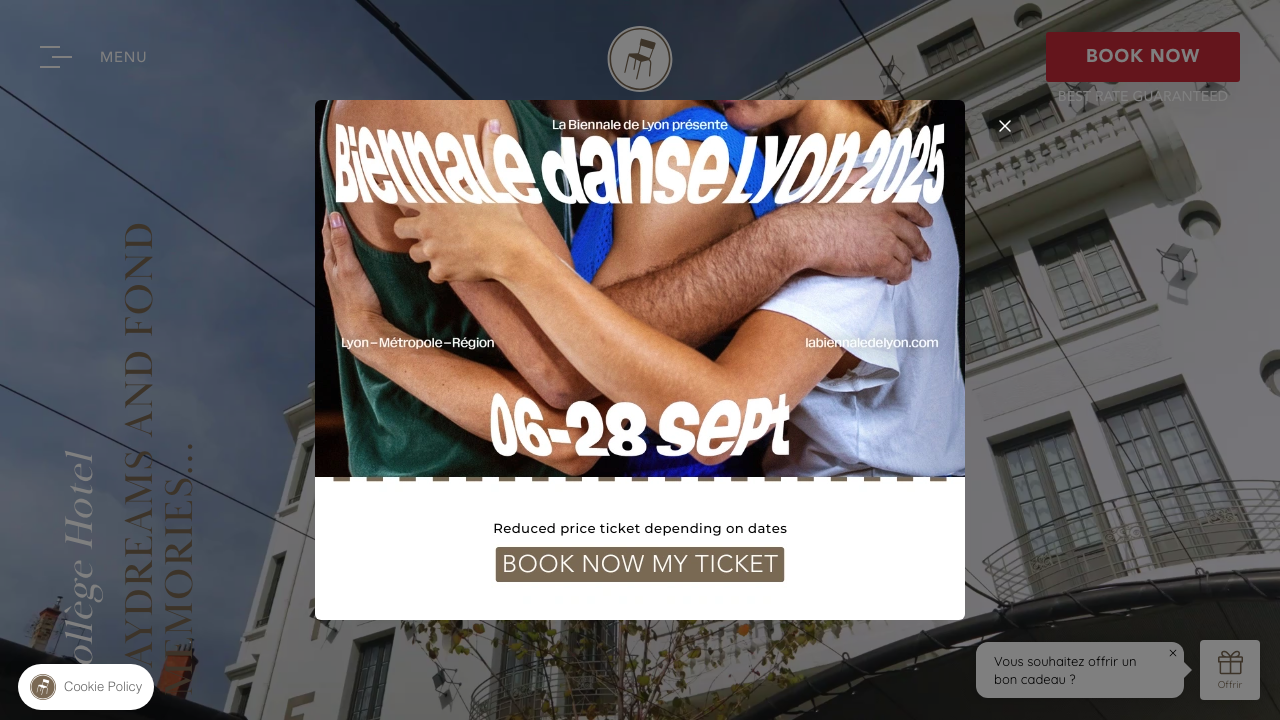 MENU
BOOK NOW
BEST RATE GUARANTEED
La Biennale de Lyon présente
Biennale danse Lyon 2025
Lyon–Métropole–Région
labiennaledelyon.com
06-28 sept
Reduced price ticket depending on dates
BOOK NOW MY TICKET
ollège Hotel
AYDREAMS AND FOND
EMORIES...
Cookie Policy
Vous souhaitez offrir un
bon cadeau ?
Offrir